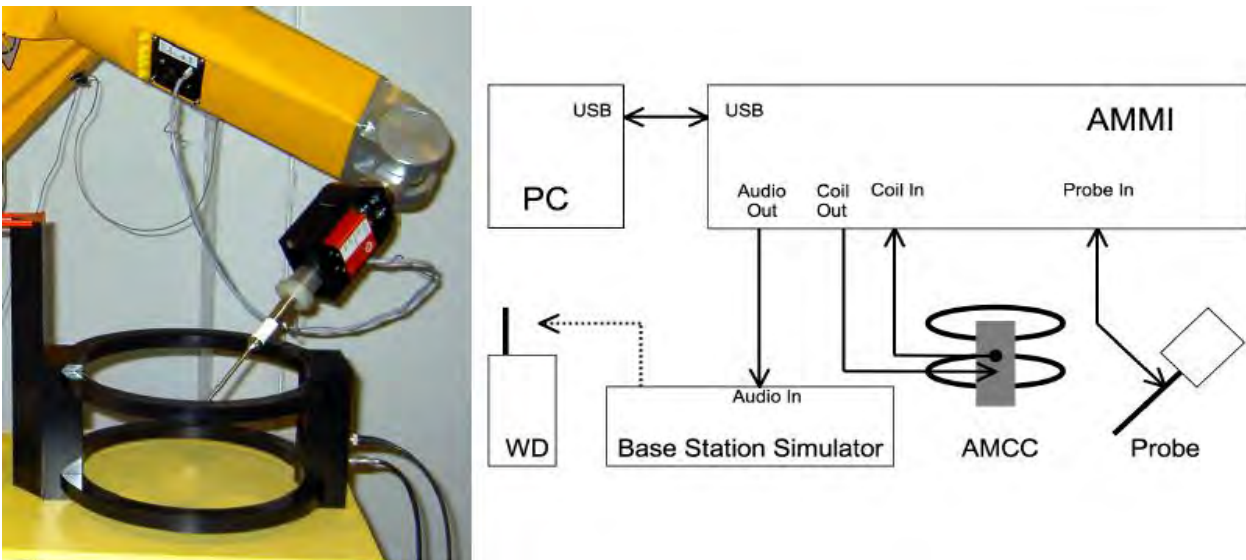 USB
USB
AMMI
PC
Audio
Out
Coil
Out
Coil In
Probe In
Audio In
WD
Base Station Simulator
AMCC
Probe